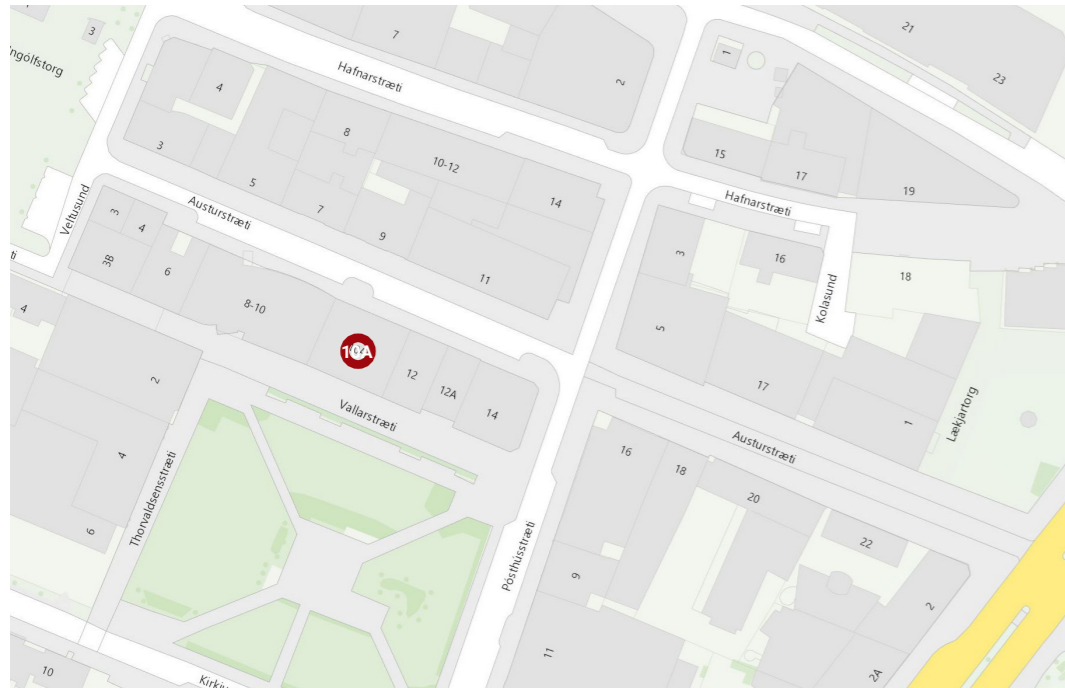 7
21
23
3
Ingólfstorg
Hafnarstræti
2
1
4
8
10-12
15
17
19
3
5
7
9
14
11
Veltusund
Austurstræti
Hafnarstræti
3
4
3B
6
8-10
3
16
18
5
Kolasund
4
2
10A
12
12A
14
17
1
Lækjartorg
Vallarstræti
Austurstræti
16
18
20
22
4
6
Thorvaldsensstræti
Pósthússtræti
9
11
2
2A
10